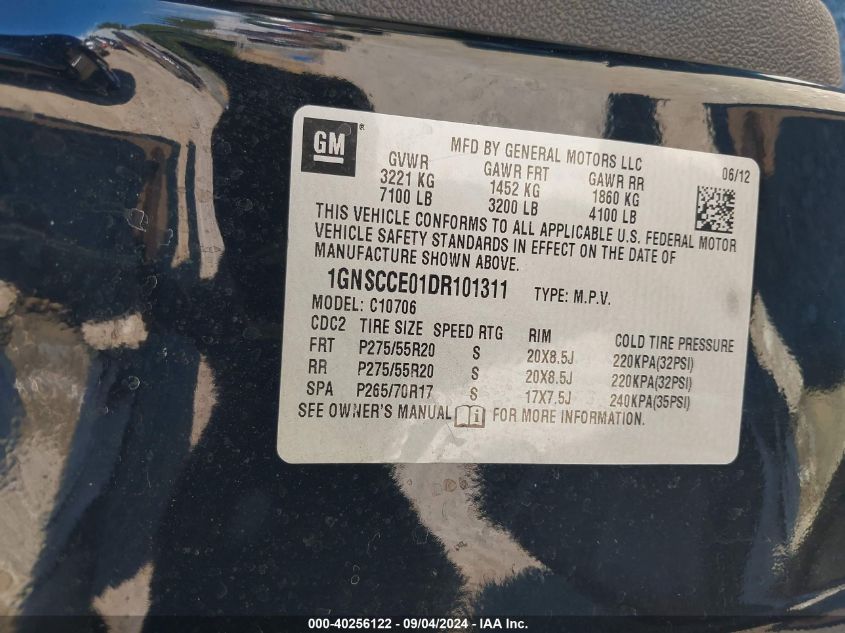 GM ®
MFD BY GENERAL MOTORS LLC
06/12
GVWR GAWR FRT GAWR RR
3221 KG 1452 KG 1860 KG
7100 LB 3200 LB 4100 LB
THIS VEHICLE CONFORMS TO ALL APPLICABLE U.S. FEDERAL MOTOR
VEHICLE SAFETY STANDARDS IN EFFECT ON THE DATE OF
MANUFACTURE SHOWN ABOVE.
1GNSCCE01DR101311 TYPE: M.P.V.
MODEL: C10706
CDC2 TIRE SIZE SPEED RTG RIM COLD TIRE PRESSURE
FRT P275/55R20 S 20X8.5J 220KPA(32PSI)
RR P275/55R20 S 20X8.5J 220KPA(32PSI)
SPA P265/70R17 S 17X7.5J 240KPA(35PSI)
SEE OWNER'S MANUAL FOR MORE INFORMATION.
000-40256122 - 09/04/2024 - IAAI - Copart, Inc.